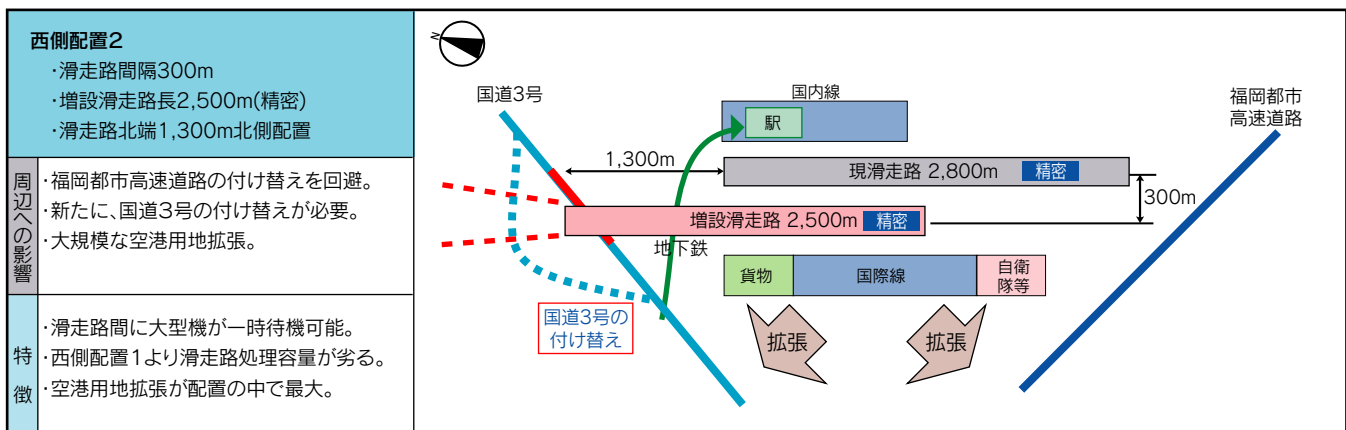 西側配置2
・滑走路間隔300m
・増設滑走路長2,500m(精密)
・滑走路北端1,300m北側配置
周辺への影響
・福岡都市高速道路の付け替えを回避。
・新たに、国道3号の付け替えが必要。
・大規模な空港用地拡張。
特徴
・滑走路間に大型機が一時待機可能。
・西側配置1より滑走路処理容量が劣る。
・空港用地拡張が配置の中で最大。
N
国道3号
国内線
駅
福岡都市
高速道路
1,300m
現滑走路 2,800m 精密
300m
増設滑走路 2,500m 精密
地下鉄
貨物
国際線
自衛
隊等
国道3号の
付け替え
拡張
拡張